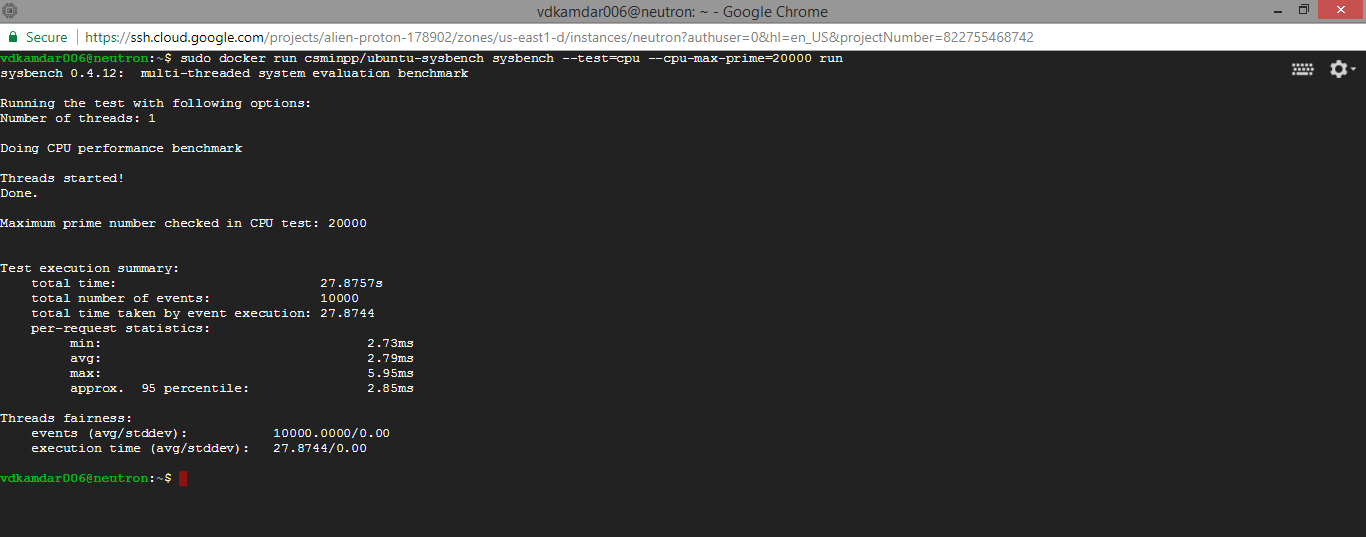 vdkamdar006@neutron: ~ - Google Chrome
Secure https://ssh.cloud.google.com/projects/alien-proton-178902/zones/us-east1-d/instances/neutron?authuser=0&hl=en_US&projectNumber=822755468742
vdkamdar006@neutron:~$ sudo docker run csminpp/ubuntu-sysbench sysbench --test=cpu --cpu-max-prime=20000 run
sysbench 0.4.12:  multi-threaded system evaluation benchmark
Running the test with following options:
Number of threads: 1
Doing CPU performance benchmark
Threads started!
Done.
Maximum prime number checked in CPU test: 20000
Test execution summary:
total time: 27.8757s
total number of events: 10000
total time taken by event execution: 27.8744
per-request statistics:
min: 2.73ms
avg: 2.79ms
max: 5.95ms
approx.  95 percentile: 2.85ms
Threads fairness:
events (avg/stddev): 10000.0000/0.00
execution time (avg/stddev): 27.8744/0.00
vdkamdar006@neutron:~$